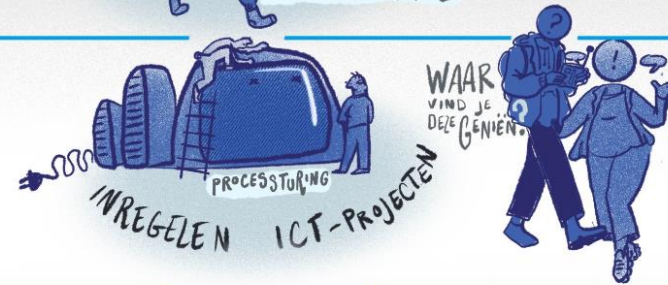 PROCESSTURING
INREGELEN ICT-PROJECTEN
WAAR
VIND JE
DEZE GENIËN?
?
!
?